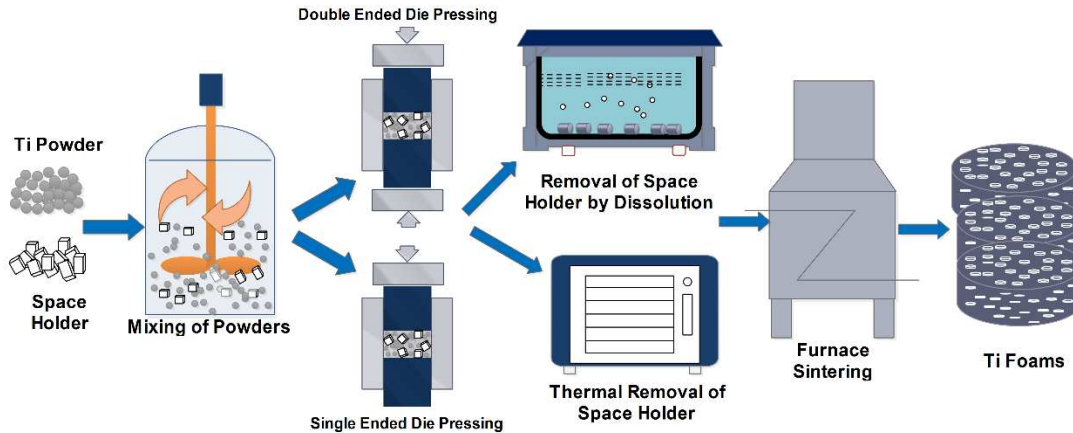 Double Ended Die Pressing
Ti Powder
Space
Holder
Mixing of Powders
Single Ended Die Pressing
Removal of Space
Holder by Dissolution
Thermal Removal of
Space Holder
Furnace
Sintering
Ti Foams